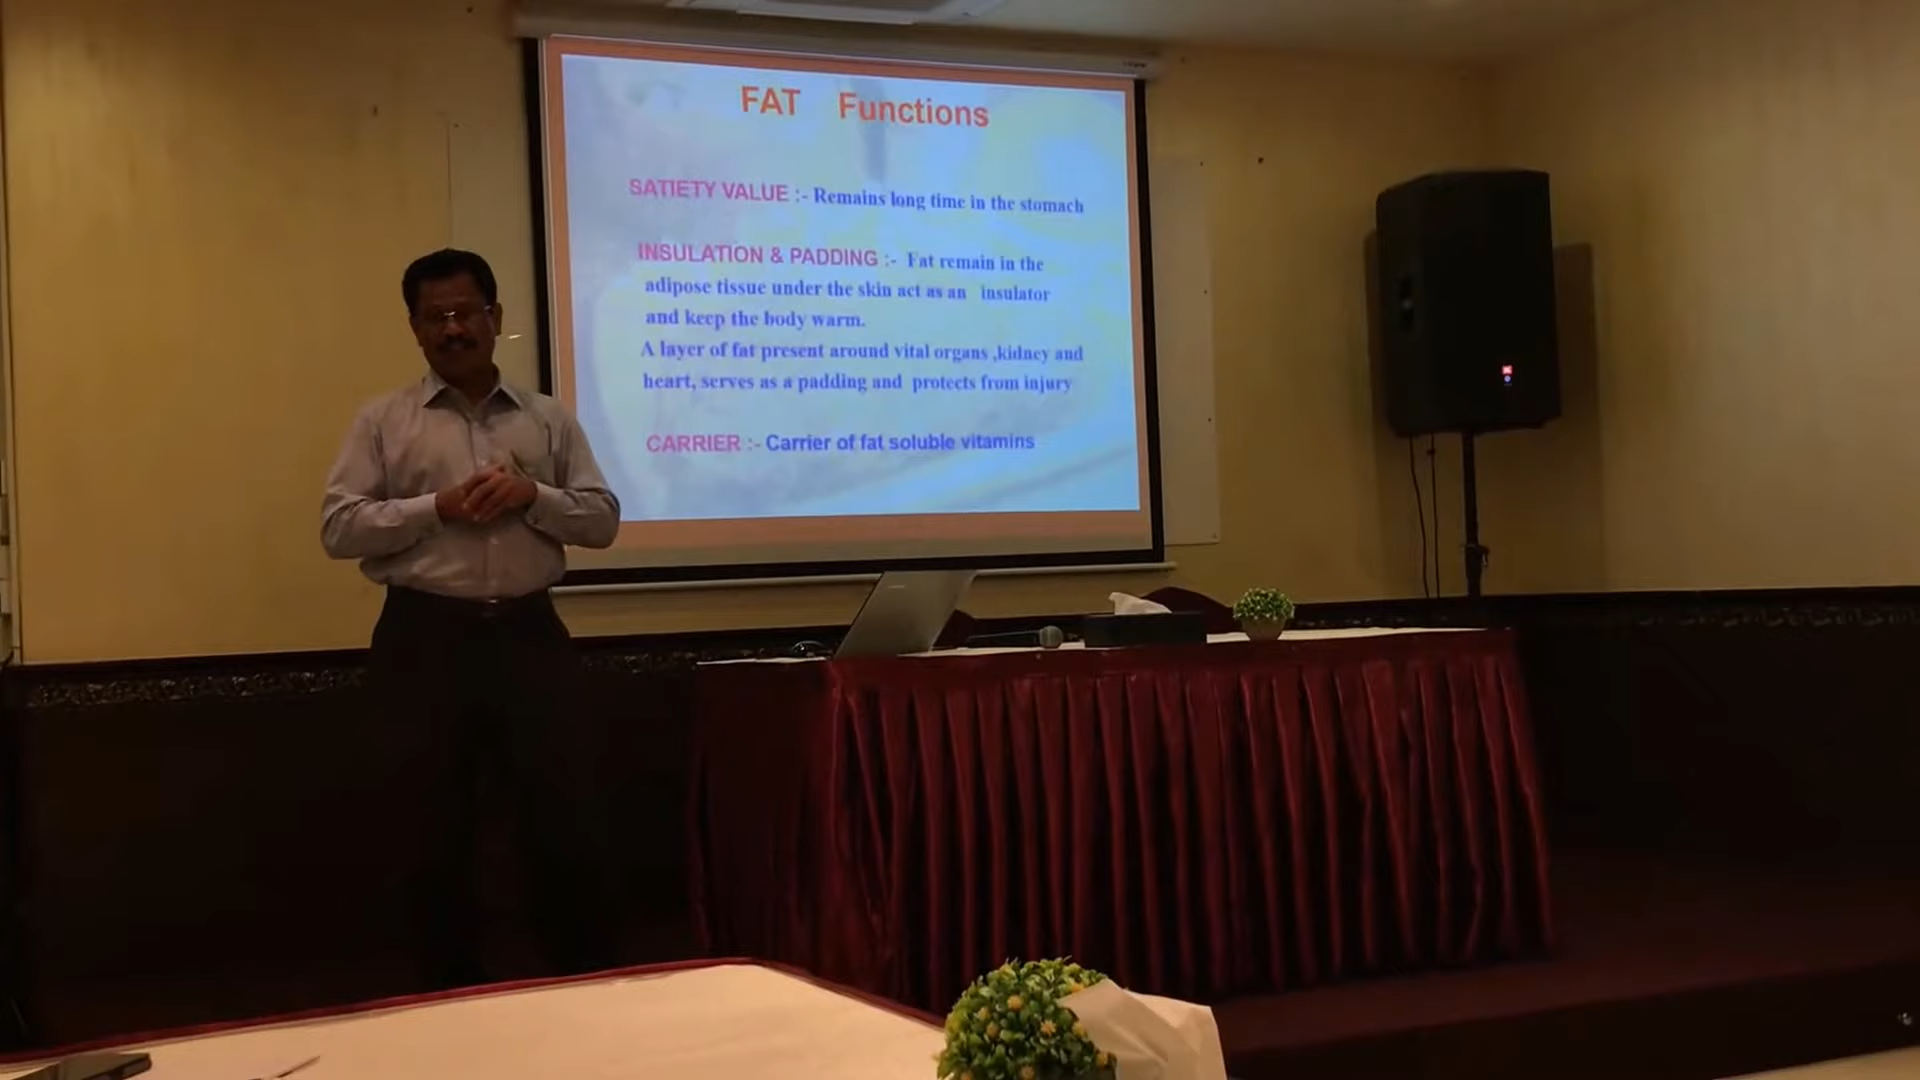 FAT Functions
SATIETY VALUE :- Remains long time in the stomach
INSULATION & PADDING :- Fat remain in the
adipose tissue under the skin act as an insulator
and keep the body warm.
A layer of fat present around vital organs ,kidney and
heart, serves as a padding and protects from injury
CARRIER :- Carrier of fat soluble vitamins